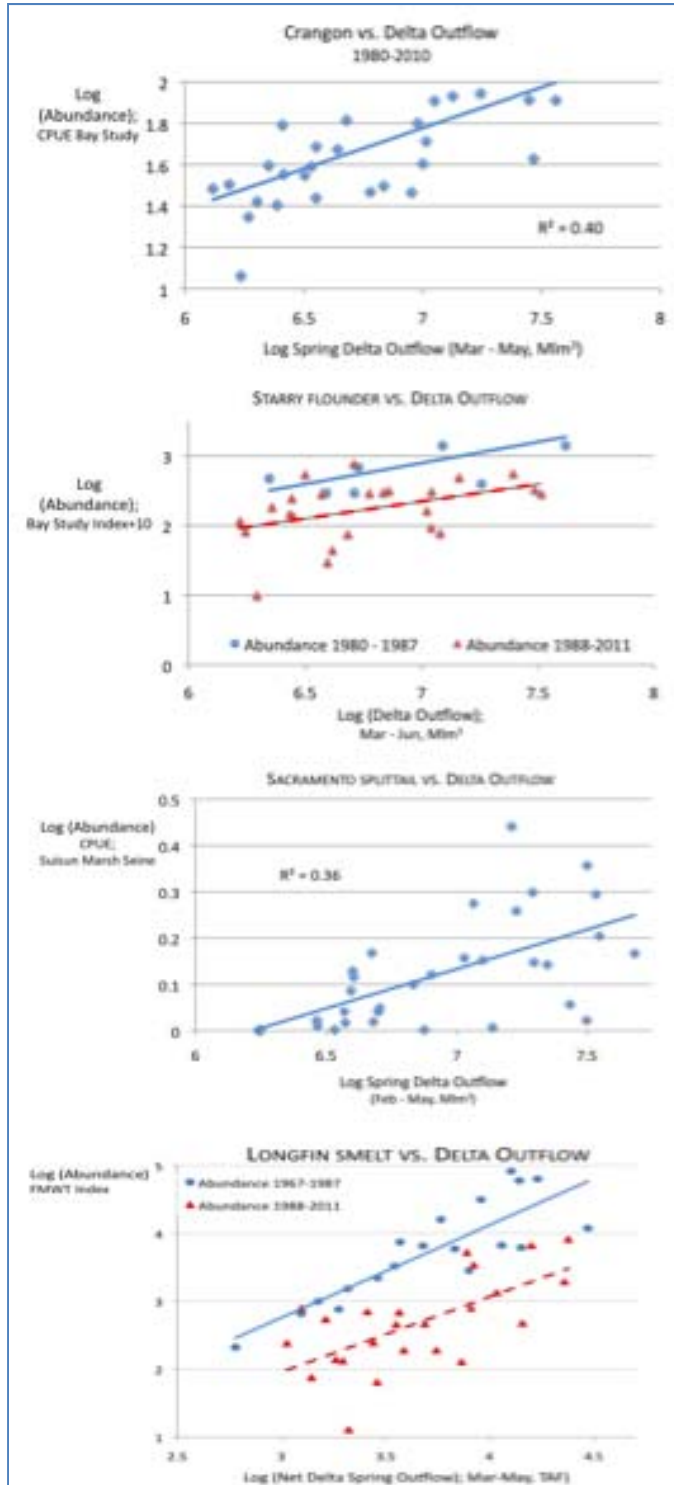 Crangon vs. Delta Outflow
1980-2010
Log
(Abundance);
CPUE Bay Study
2
1.8
1.6
1.4
1.2
1
R² = 0.40
6
6.5
7
7.5
8
Log Spring Delta Outflow (Mar - May, Mlm³)
STARRY FLOUNDER VS. DELTA OUTFLOW
Log
(Abundance);
Bay Study Index+10
3
2
1
0
Abundance 1980 - 1987
Abundance 1988-2011
6
6.5
7
7.5
8
Log (Delta Outflow);
Mar - Jun, Mlm³
SACRAMENTO SPLITTAIL VS. DELTA OUTFLOW
Log (Abundance)
CPUE;
Suisun Marsh Seine
0.5
0.4
0.3
0.2
0.1
0
R² = 0.36
6
6.5
7
7.5
Log Spring Delta Outflow
(Feb - May, Mlm³)
LONGFIN SMELT VS. DELTA OUTFLOW
Log (Abundance)
FMWT Index
5
4
3
2
1
Abundance 1967-1987
Abundance 1988-2011
2.5
3
3.5
4
4.5
Log (Net Delta Spring Outflow); Mar-May, TAF)